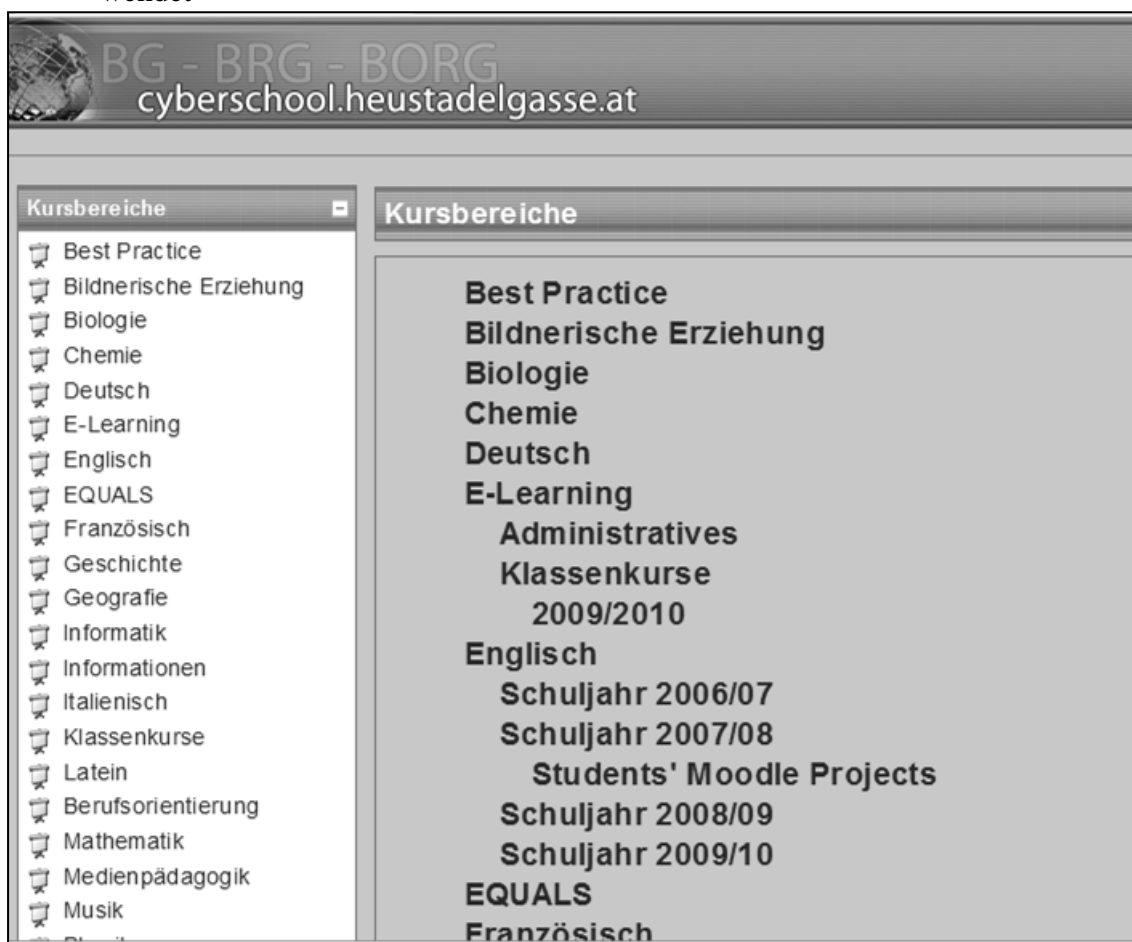 BG - BRG - BORG
cyberschool.heustadelgasse.at
Kursbereiche
Best Practice
Bildnerische Erziehung
Biologie
Chemie
Deutsch
E-Learning
Englisch
EQUALS
Französisch
Geschichte
Geografie
Informatik
Informationen
Italienisch
Klassenkurse
Latein
Berufsorientierung
Mathematik
Medienpädagogik
Musik
Kursbereiche
Best Practice
Bildnerische Erziehung
Biologie
Chemie
Deutsch
E-Learning
Administratives
Klassenkurse
2009/2010
Englisch
Schuljahr 2006/07
Schuljahr 2007/08
Students' Moodle Projects
Schuljahr 2008/09
Schuljahr 2009/10
EQUALS
Französisch